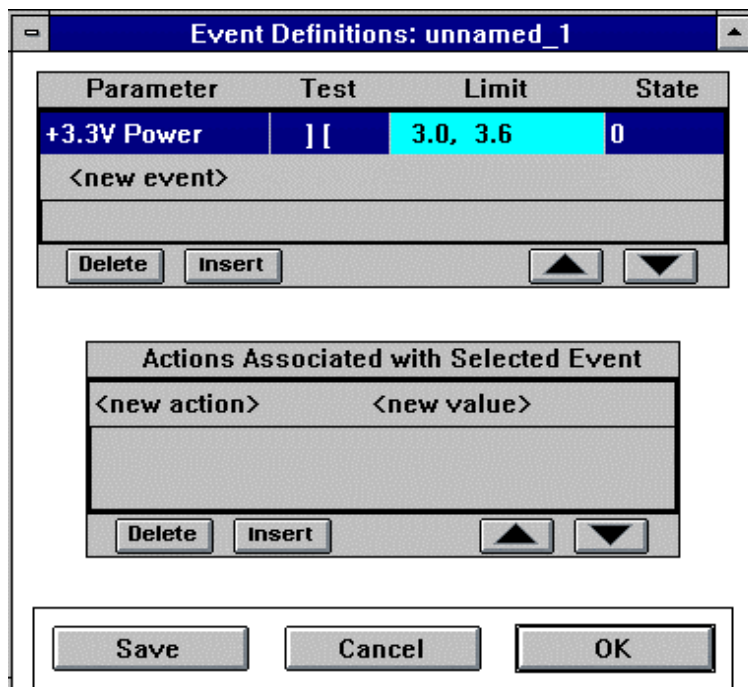 Event Definitions: unnamed_1
Parameter Test Limit State
+3.3V Power ] [ 3.0, 3.6 0
<new event>
Delete Insert
Actions Associated with Selected Event
<new action> <new value>
Delete Insert
Save Cancel OK